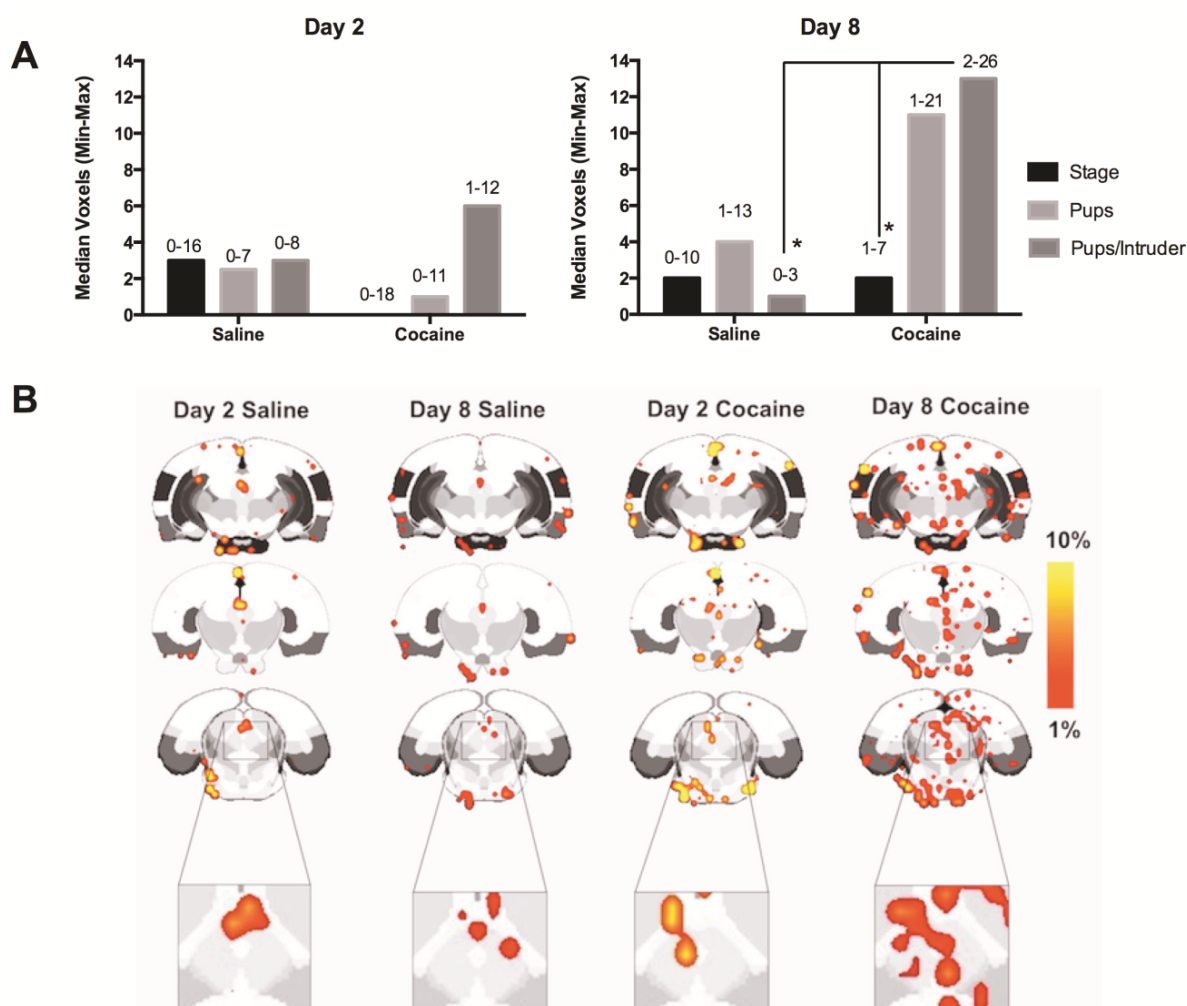 A
Day 2
Median Voxels (Min-Max)
14
12
10
8
6
4
2
0
0-16
0-7
0-8
0-18
0-11
1-12
Saline
Cocaine
Day 8
Median Voxels (Min-Max)
14
12
10
8
6
4
2
0
0-10
1-13
0-3
*
1-7
*
1-21
2-26
Saline
Cocaine
Stage
Pups
Pups/Intruder
B
Day 2 Saline
Day 8 Saline
Day 2 Cocaine
Day 8 Cocaine
10%
1%